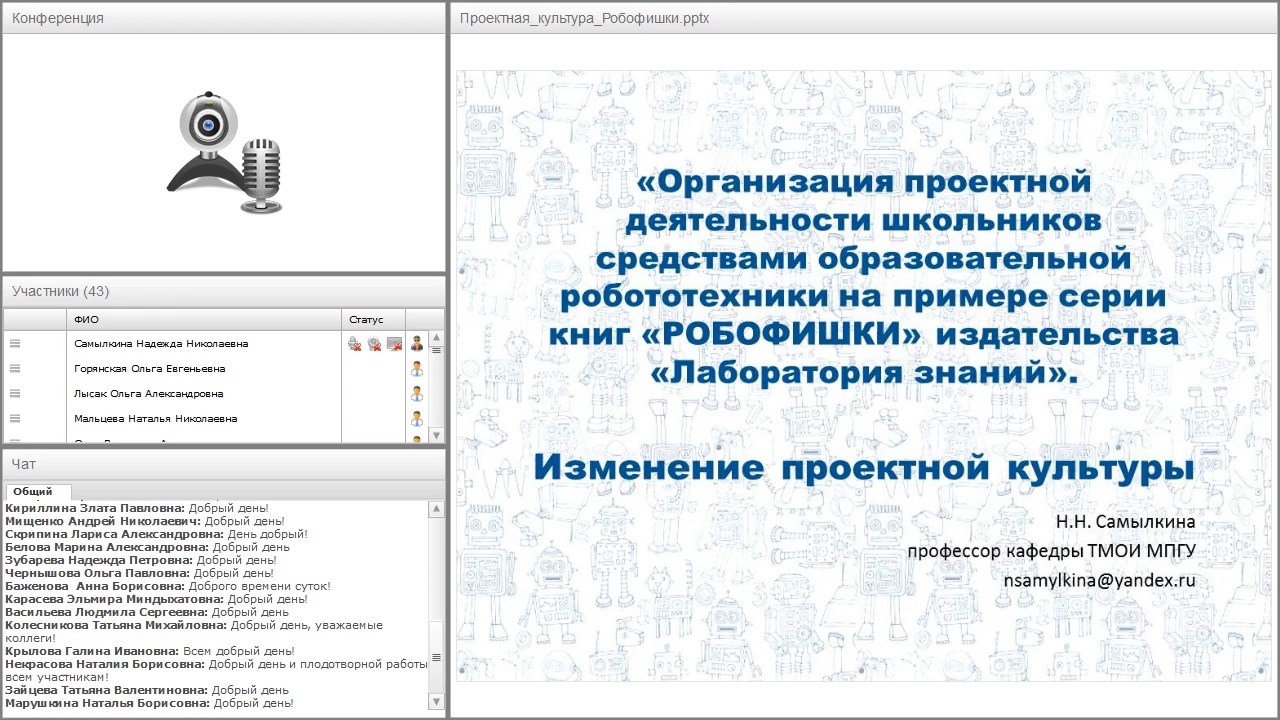 Конференция
Участники (43)
ФИО Статус
Самылкина Надежда Николаевна
Горянская Ольга Евгеньевна
Лысак Ольга Александровна
Мальцева Наталья Николаевна
Чат
Общий
Кириллина Злата Павловна: Добрый день!
Мищенко Андрей Николаевич: Добрый день!
Скрипина Лариса Александровна: День добрый!
Белова Марина Александровна: Добрый день
Зубарева Надежда Петровна: Добрый день!
Чернышова Ольга Павловна: Добрый день!
Баженова Анна Борисовна: Доброго времени суток!
Карасева Эльмира Миндыхатовна: Добрый день!
Васильева Людмила Сергеевна: Добрый день
Колесникова Татьяна Михайловна: Добрый день, уважаемые
коллеги!
Крылова Галина Ивановна: Всем добрый день!
Некрасова Наталия Борисовна: Добрый день и плодотворной работы
всем участникам!
Зайцева Татьяна Валентиновна: Добрый день
Марушкина Наталья Борисовна: Добрый день!
Проектная_культура_Робофишки.pptx
«Организация проектной
деятельности школьников
средствами образовательной
робототехники на примере серии
книг «РОБОФИШКИ» издательства
«Лаборатория знаний».
Изменение проектной культуры
Н.Н. Самылкина
профессор кафедры ТМОИ МПГУ
nsamylkina@yandex.ru